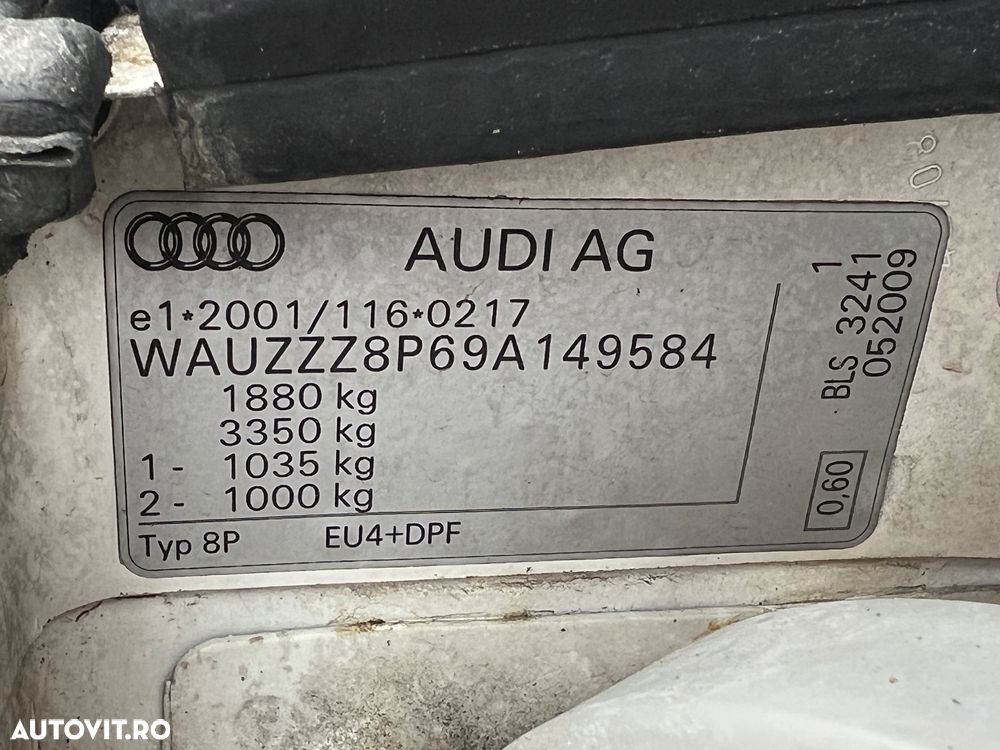 AUDI AG
e1*2001/116*0217
WAUZZZ8P69A149584
1880 kg
3350 kg
1 - 1035 kg
2 - 1000 kg
Typ 8P EU4+DPF
1
BLS 3241
052009
0,60
AUTOVIT.RO